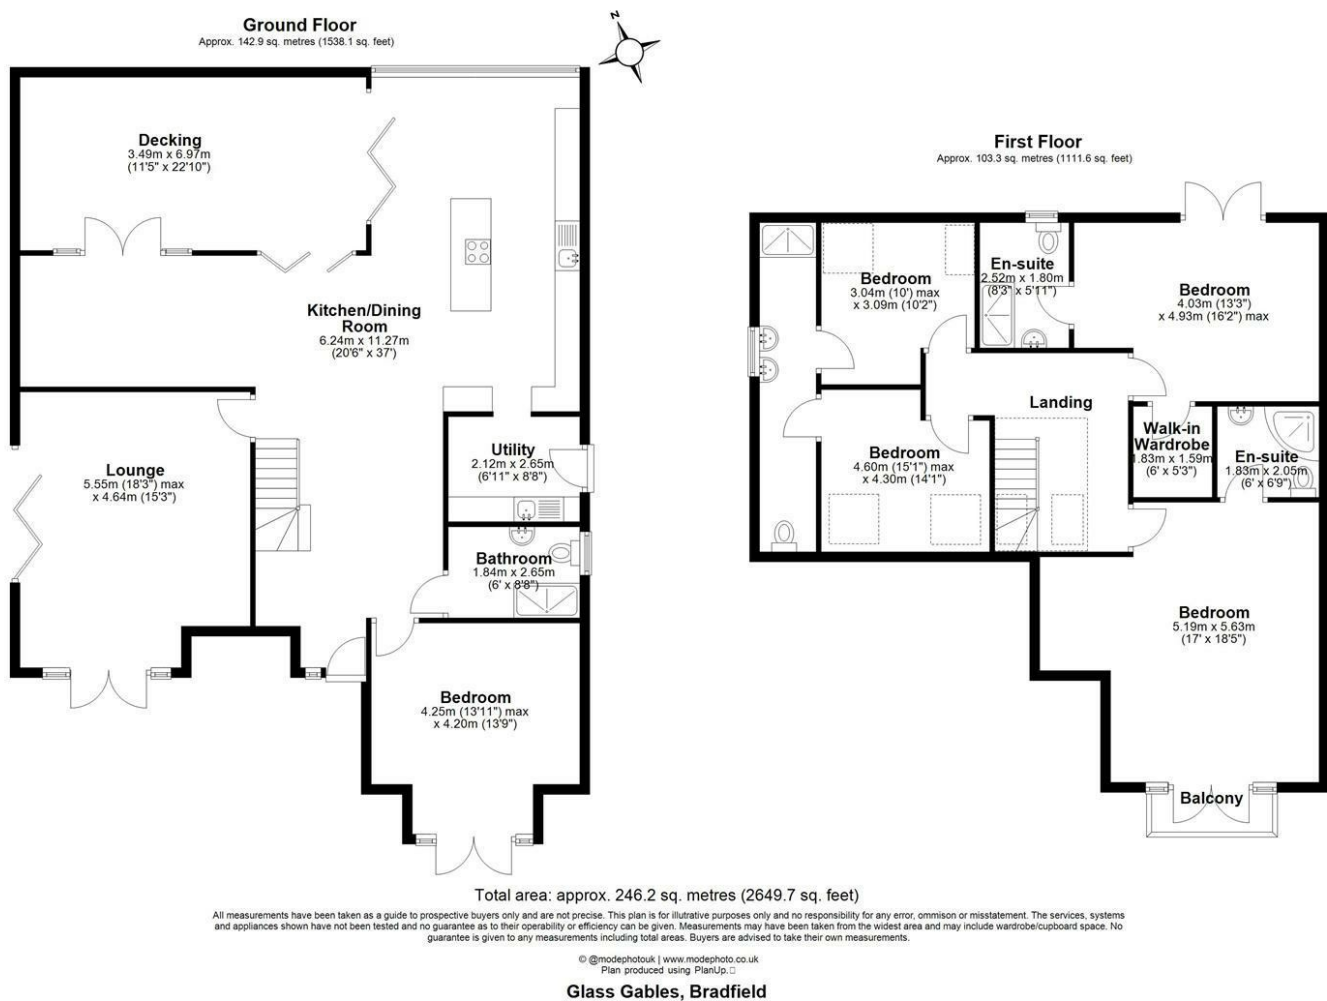 Ground Floor
Approx. 142.9 sq. metres (1538.1 sq. feet)
N
Decking
3.49m x 6.97m
(11'5" x 22'10")
Kitchen/Dining
Room
6.24m x 11.27m
(20'6" x 37')
Lounge
5.55m (18'3") max
x 4.64m (15'3")
Utility
2.12m x 2.65m
(6'11" x 8'8")
Bathroom
1.84m x 2.65m
(6' x 8'8")
Bedroom
4.25m (13'11") max
x 4.20m (13'9")
First Floor
Approx. 103.3 sq. metres (1111.6 sq. feet)
Bedroom
3.04m (10') max
x 3.09m (10'2")
En-suite
2.52m x 1.80m
(8'3" x 5'11")
Bedroom
4.03m (13'3")
x 4.93m (16'2") max
Landing
Bedroom
4.60m (15'1") max
x 4.30m (14'1")
Walk-in
Wardrobe
1.83m x 1.59m
(6' x 5'3")
En-suite
1.83m x 2.05m
(6' x 6'9")
Bedroom
5.19m x 5.63m
(17' x 18'5")
Balcony
Total area: approx. 246.2 sq. metres (2649.7 sq. feet)
All measurements have been taken as a guide to prospective buyers only and are not precise. This plan is for illustrative purposes only and no responsibility for any error, ommison or misstatement. The services, systems
and appliances shown have not been tested and no guarantee as to their operability or efficiency can be given. Measurements may have been taken from the widest area and may include wardrobe/cupboard space. No
guarantee is given to any measurements including total areas. Buyers are advised to take their own measurements.
© @modephotouk | www.modephoto.co.uk
Plan produced using PlanUp.
Glass Gables, Bradfield